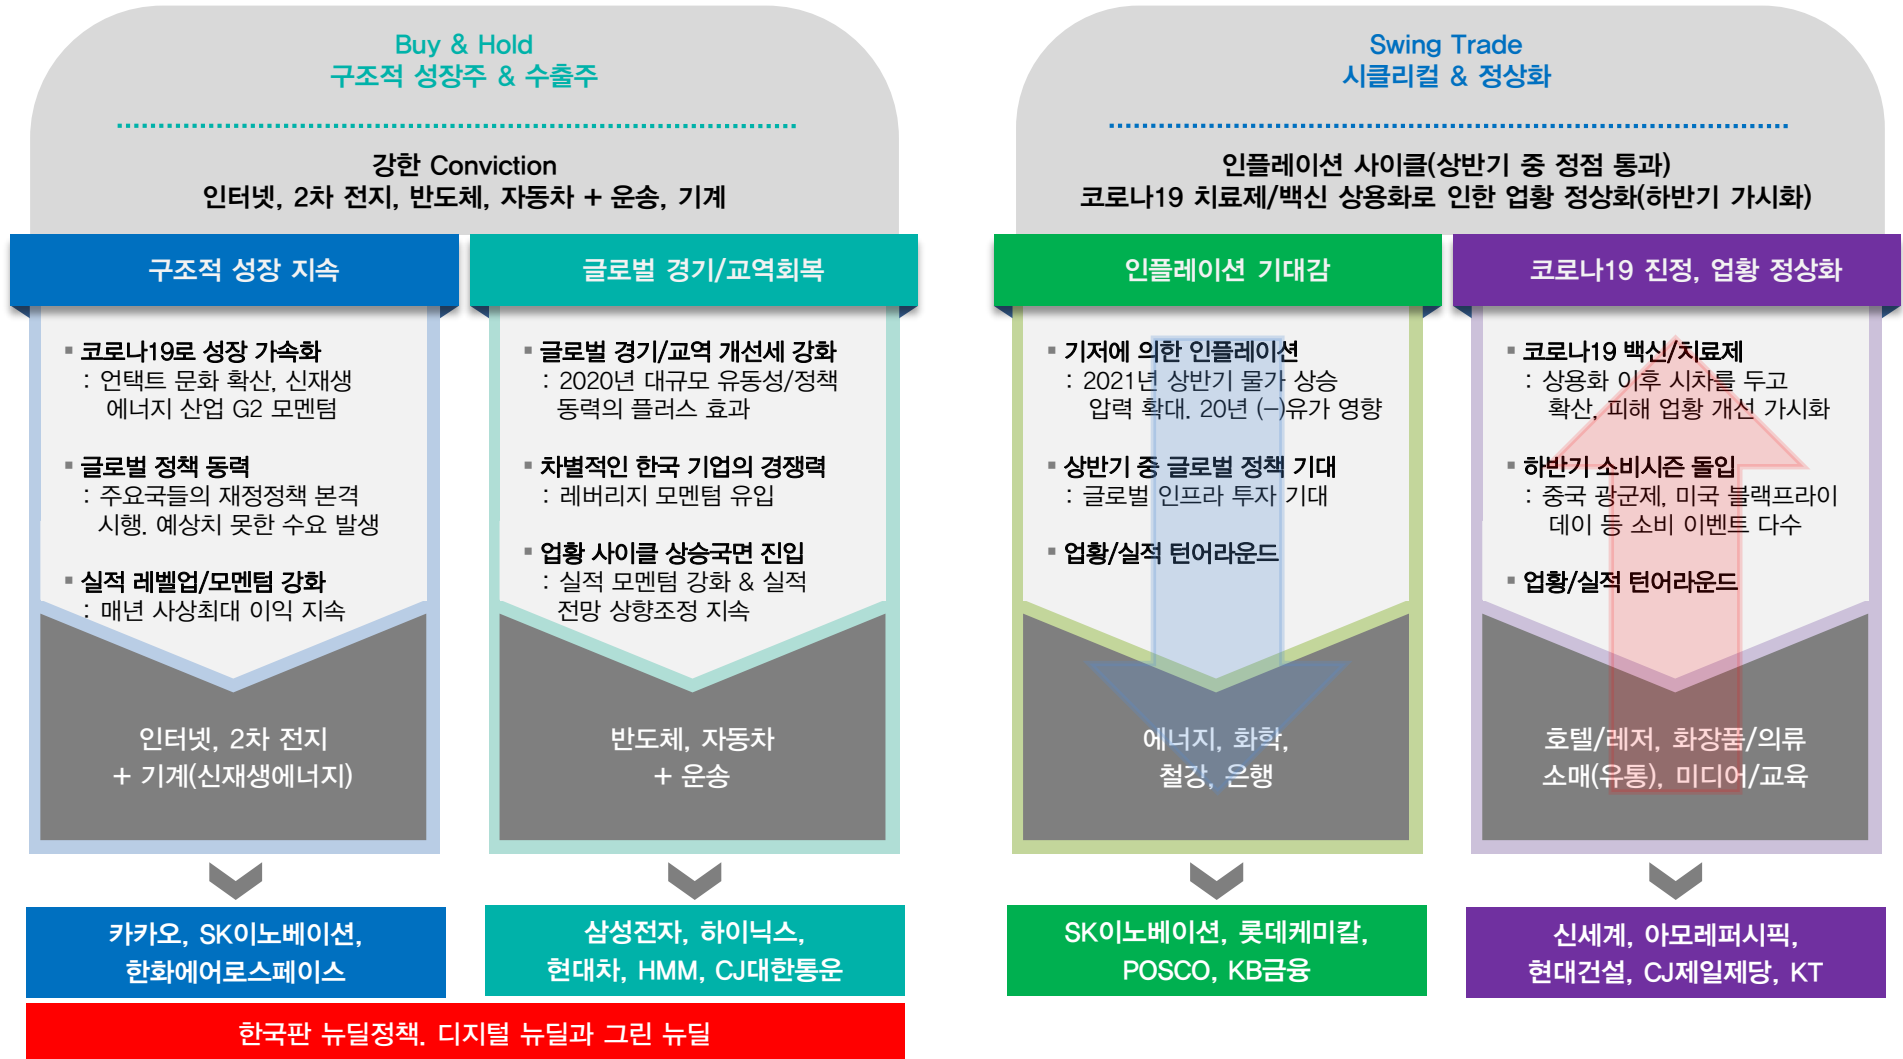 Buy & Hold
구조적 성장주 & 수출주
강한 Conviction
인터넷, 2차 전지, 반도체, 자동차 + 운송, 기계
구조적 성장 지속
▪ 코로나19로 성장 가속화
: 언택트 문화 확산, 신재생
에너지 산업 G2 모멘텀
▪ 글로벌 정책 동력
: 주요국들의 재정정책 본격
시행. 예상치 못한 수요 발생
▪ 실적 레벨업/모멘텀 강화
: 매년 사상최대 이익 지속
인터넷, 2차 전지
+ 기계(신재생에너지)
카카오, SK이노베이션,
한화에어로스페이스
글로벌 경기/교역회복
▪ 글로벌 경기/교역 개선세 강화
: 2020년 대규모 유동성/정책
동력의 플러스 효과
▪ 차별적인 한국 기업의 경쟁력
: 레버리지 모멘텀 유입
▪ 업황 사이클 상승국면 진입
: 실적 모멘텀 강화 & 실적
전망 상향조정 지속
반도체, 자동차
+ 운송
삼성전자, 하이닉스,
현대차, HMM, CJ대한통운
한국판 뉴딜정책. 디지털 뉴딜과 그린 뉴딜
Swing Trade
시클리컬 & 정상화
인플레이션 사이클(상반기 중 정점 통과)
코로나19 치료제/백신 상용화로 인한 업황 정상화(하반기 가시화)
인플레이션 기대감
▪ 기저에 의한 인플레이션
: 2021년 상반기 물가 상승
압력 확대. 20년 (-)유가 영향
▪ 상반기 중 글로벌 정책 기대
: 글로벌 인프라 투자 기대
▪ 업황/실적 턴어라운드
에너지, 화학,
철강, 은행
SK이노베이션, 롯데케미칼,
POSCO, KB금융
코로나19 진정, 업황 정상화
▪ 코로나19 백신/치료제
: 상용화 이후 시차를 두고
확산, 피해 업황 개선 가시화
▪ 하반기 소비시즌 돌입
: 중국 광군제, 미국 블랙프라이
데이 등 소비 이벤트 다수
▪ 업황/실적 턴어라운드
호텔/레저, 화장품/의류
소매(유통), 미디어/교육
신세계, 아모레퍼시픽,
현대건설, CJ제일제당, KT